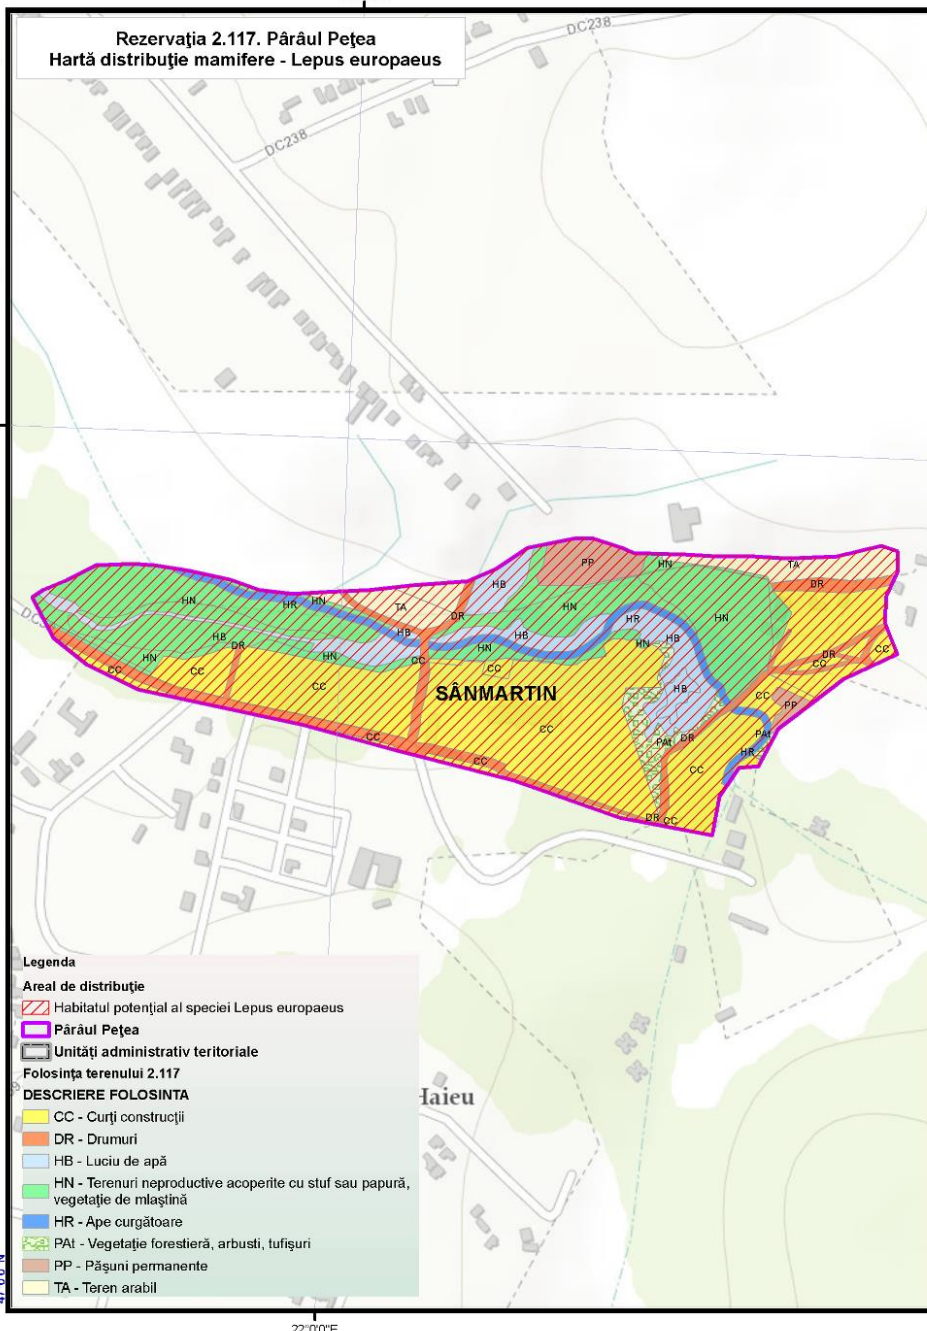 Rezervaţia 2.117. Pârâul Peţea
Hartă distribuţie mamifere - Lepus europaeus
DC238
DC238
PP
HN
TA
HB
DR
HN
HR
HN
TA
HN
DR
HR
HN
HB
HB
HB
HN
HN
HB
DR
HN
HN
CC
CC
DR
CC
CC
CC
CC
CC
SÂNMARTIN
HB
CC
PP
CC
PAt
DR
PAt
HR
CC
CC
CC
DR
CC
Legenda
Areal de distribuţie
Habitatul potenţial al speciei Lepus europaeus
Pârâul Peţea
Unităţi administrativ teritoriale
Folosinţa terenului 2.117
DESCRIERE FOLOSINTA
CC - Curţi construcţii
DR - Drumuri
HB - Luciu de apă
HN - Terenuri neproductive acoperite cu stuf sau papură,
vegetaţie de mlaştină
HR - Ape curgătoare
PAt - Vegetaţie forestieră, arbusti, tufişuri
PP - Păşuni permanente
TA - Teren arabil
Haieu
22°0'0"E